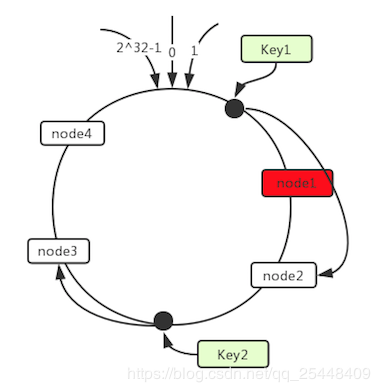 2^32-1
0
1
Key1
node4
node1
node3
node2
Key2
https://blog.csdn.net/qq_25448409